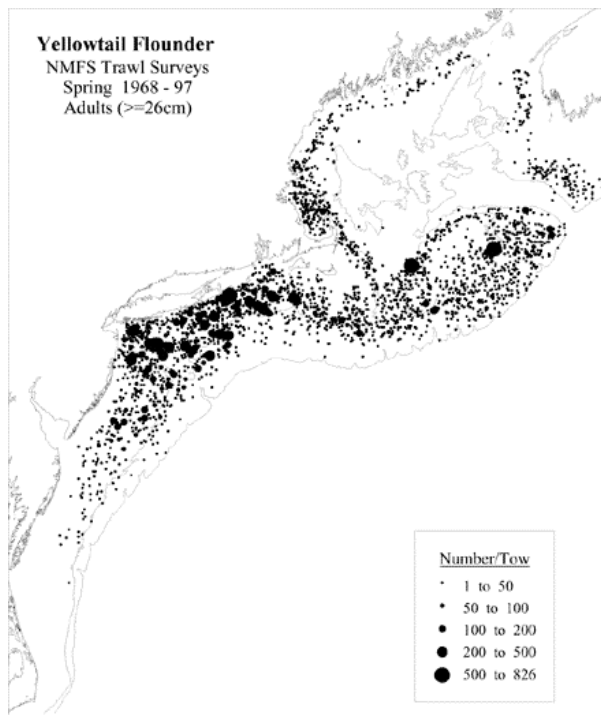 Yellowtail Flounder
NMFS Trawl Surveys
Spring 1968 - 97
Adults (>=26cm)
Number/Tow
1 to 50
50 to 100
100 to 200
200 to 500
500 to 826